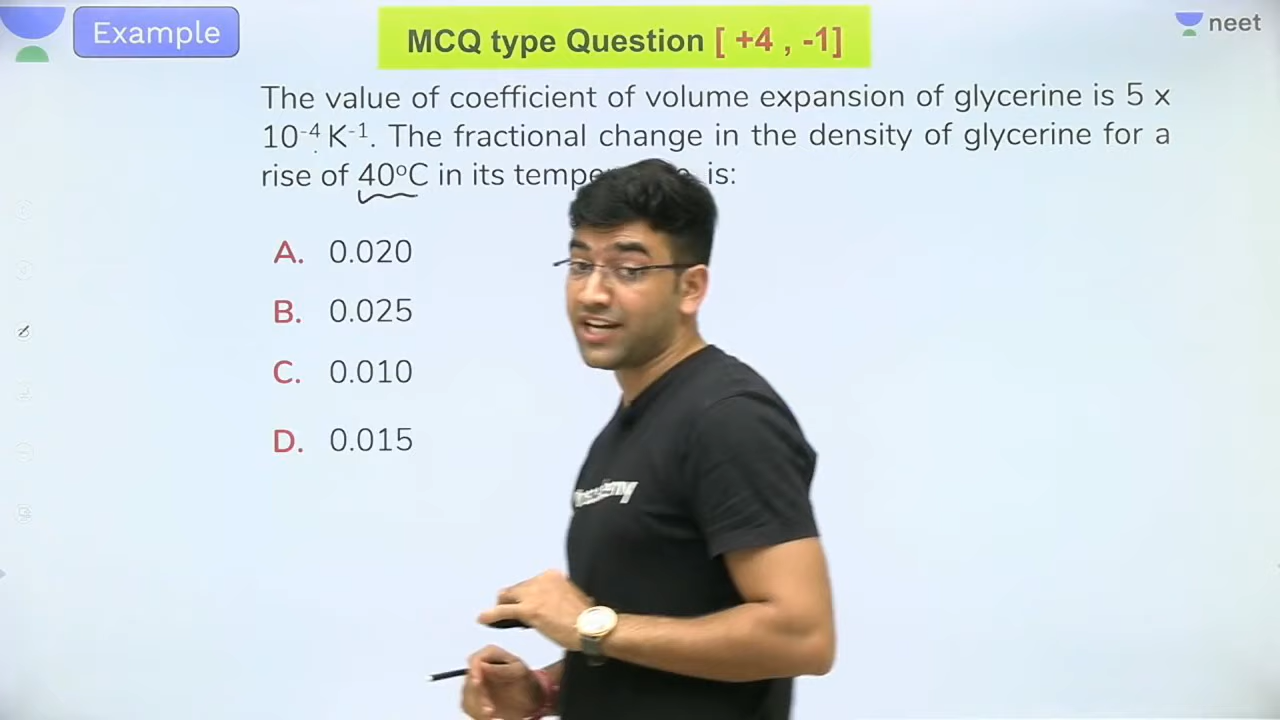 Example
MCQ type Question [ +4 , -1]
neet
The value of coefficient of volume expansion of glycerine is 5 x
10⁻⁴ K⁻¹. The fractional change in the density of glycerine for a
rise of 40°C in its is:
A. 0.020
B. 0.025
C. 0.010
D. 0.015